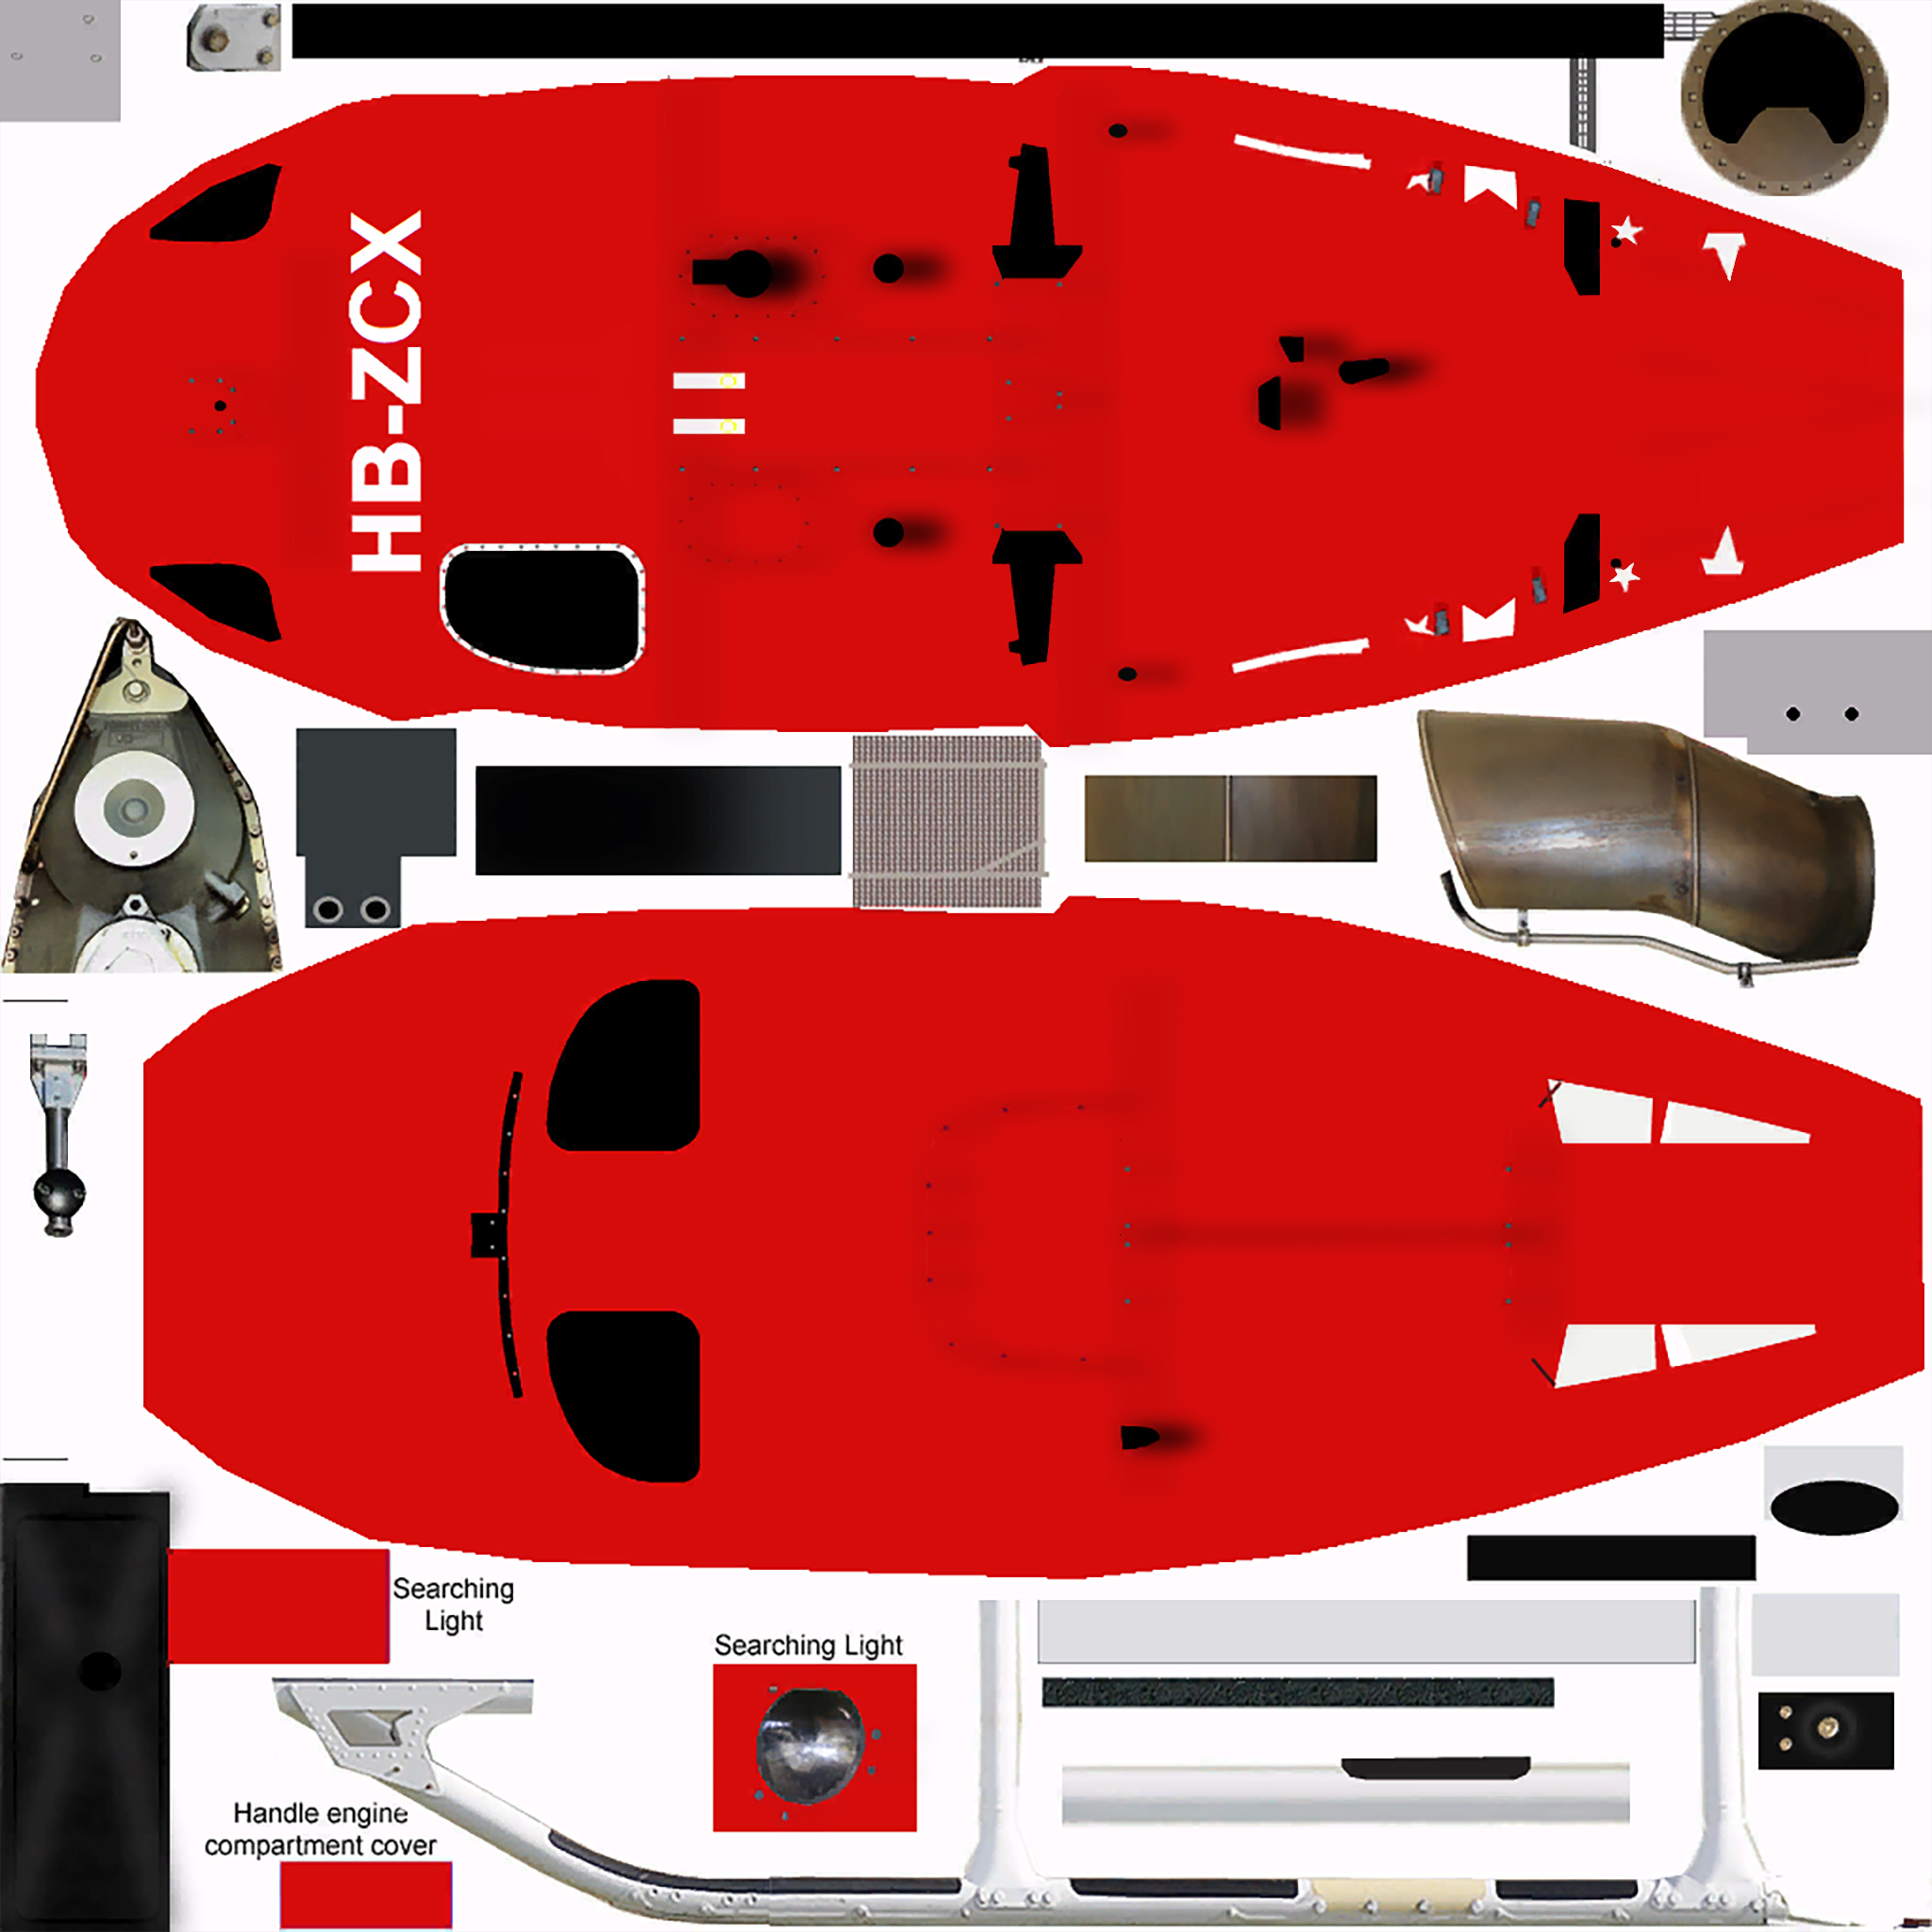 HB-ZCX
Searching
Light
Searching Light
Handle engine
compartment cover